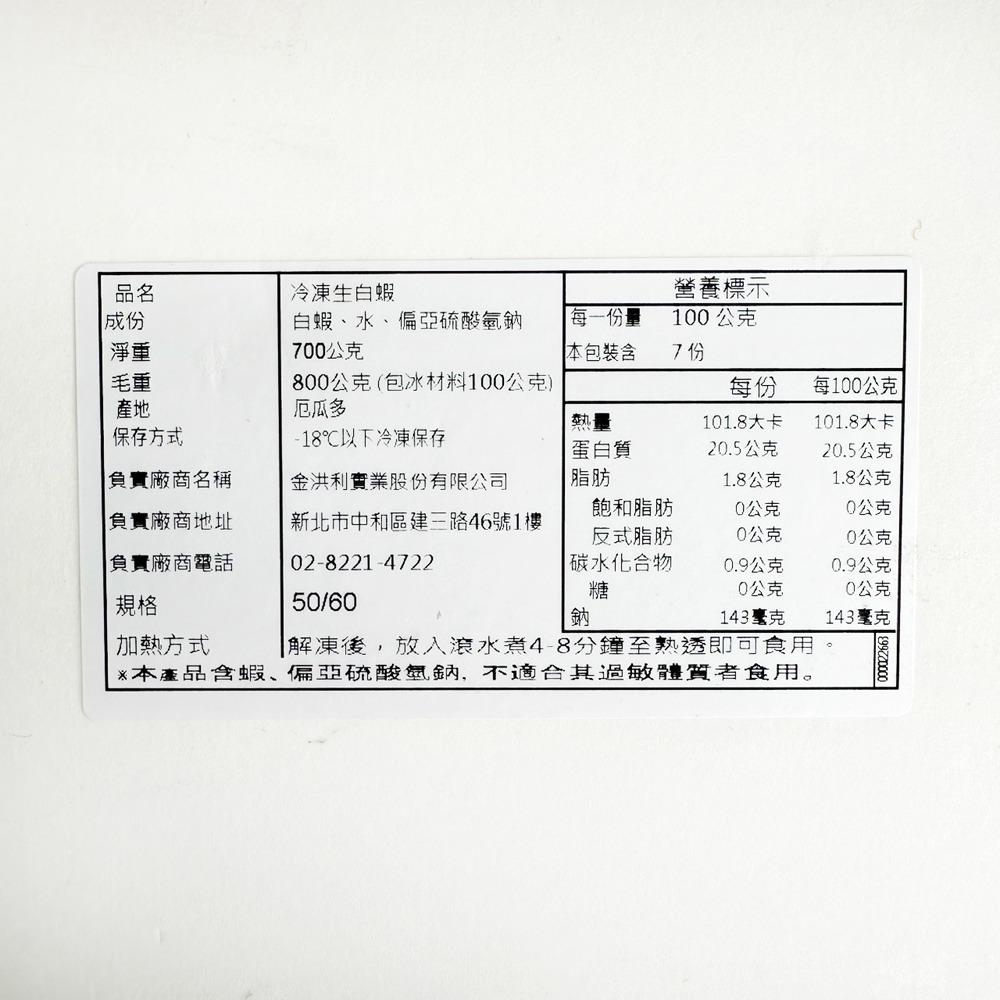 品名 冷凍生白蝦
成份 白蝦、水、偏亞硫酸氫鈉
淨重 700公克
毛重 800公克(包冰材料100公克)
產地 厄瓜多
保存方式 -18℃以下冷凍保存
負責廠商名稱 金洪利實業股份有限公司
負責廠商地址 新北市中和區建三路46號1樓
負責廠商電話 02-8221-4722
規格 50/60
加熱方式 解凍後，放入滾水煮4-8分鐘至熟透即可食用。
※本產品含蝦、偏亞硫酸氫鈉, 不適合其過敏體質者食用。
營養標示
每一份量 100 公克
本包裝含 7 份
每份 每100公克
熱量 101.8大卡 101.8大卡
蛋白質 20.5公克 20.5公克
脂肪 1.8公克 1.8公克
飽和脂肪 0公克 0公克
反式脂肪 0公克 0公克
碳水化合物 0.9公克 0.9公克
糖 0公克 0公克
鈉 143毫克 143毫克
000002269